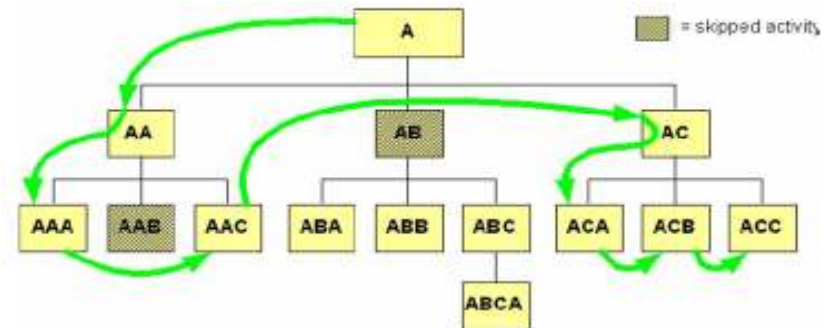 A
= skipped activity
AA
AB
AC
AAA
AAB
AAC
ABA
ABB
ABC
ACA
ACB
ACC
ABCA